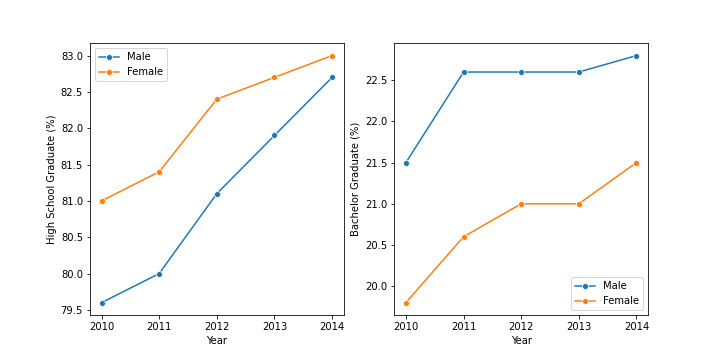 High School Graduate (%)
83.0
82.5
82.0
81.5
81.0
80.5
80.0
79.5
Male
Female
2010 2011 2012 2013 2014
Year
Bachelor Graduate (%)
22.5
22.0
21.5
21.0
20.5
20.0
Male
Female
2010 2011 2012 2013 2014
Year